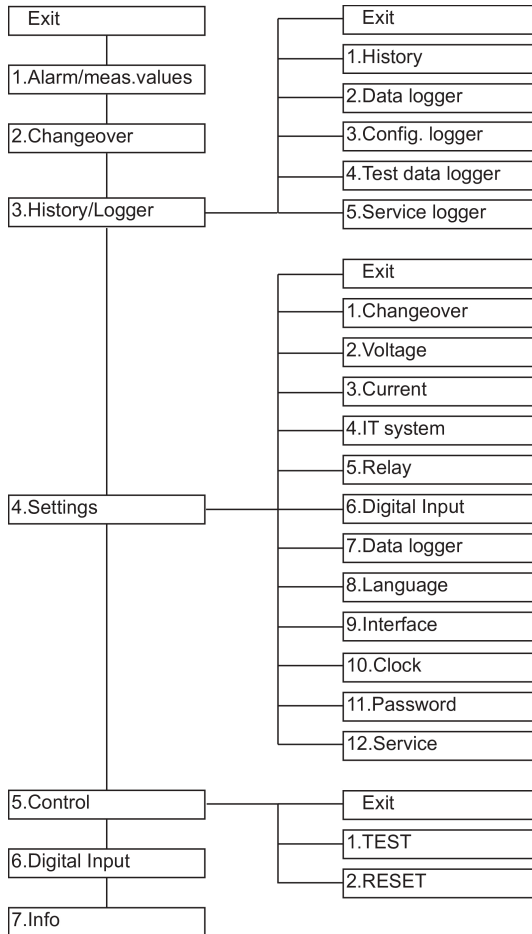 Exit
1.Alarm/meas.values
2.Changeover
3.History/Logger
Exit
1.History
2.Data logger
3.Config. logger
4.Test data logger
5.Service logger
4.Settings
Exit
1.Changeover
2.Voltage
3.Current
4.IT system
5.Relay
6.Digital Input
7.Data logger
8.Language
9.Interface
10.Clock
11.Password
12.Service
5.Control
Exit
1.TEST
2.RESET
6.Digital Input
7.Info